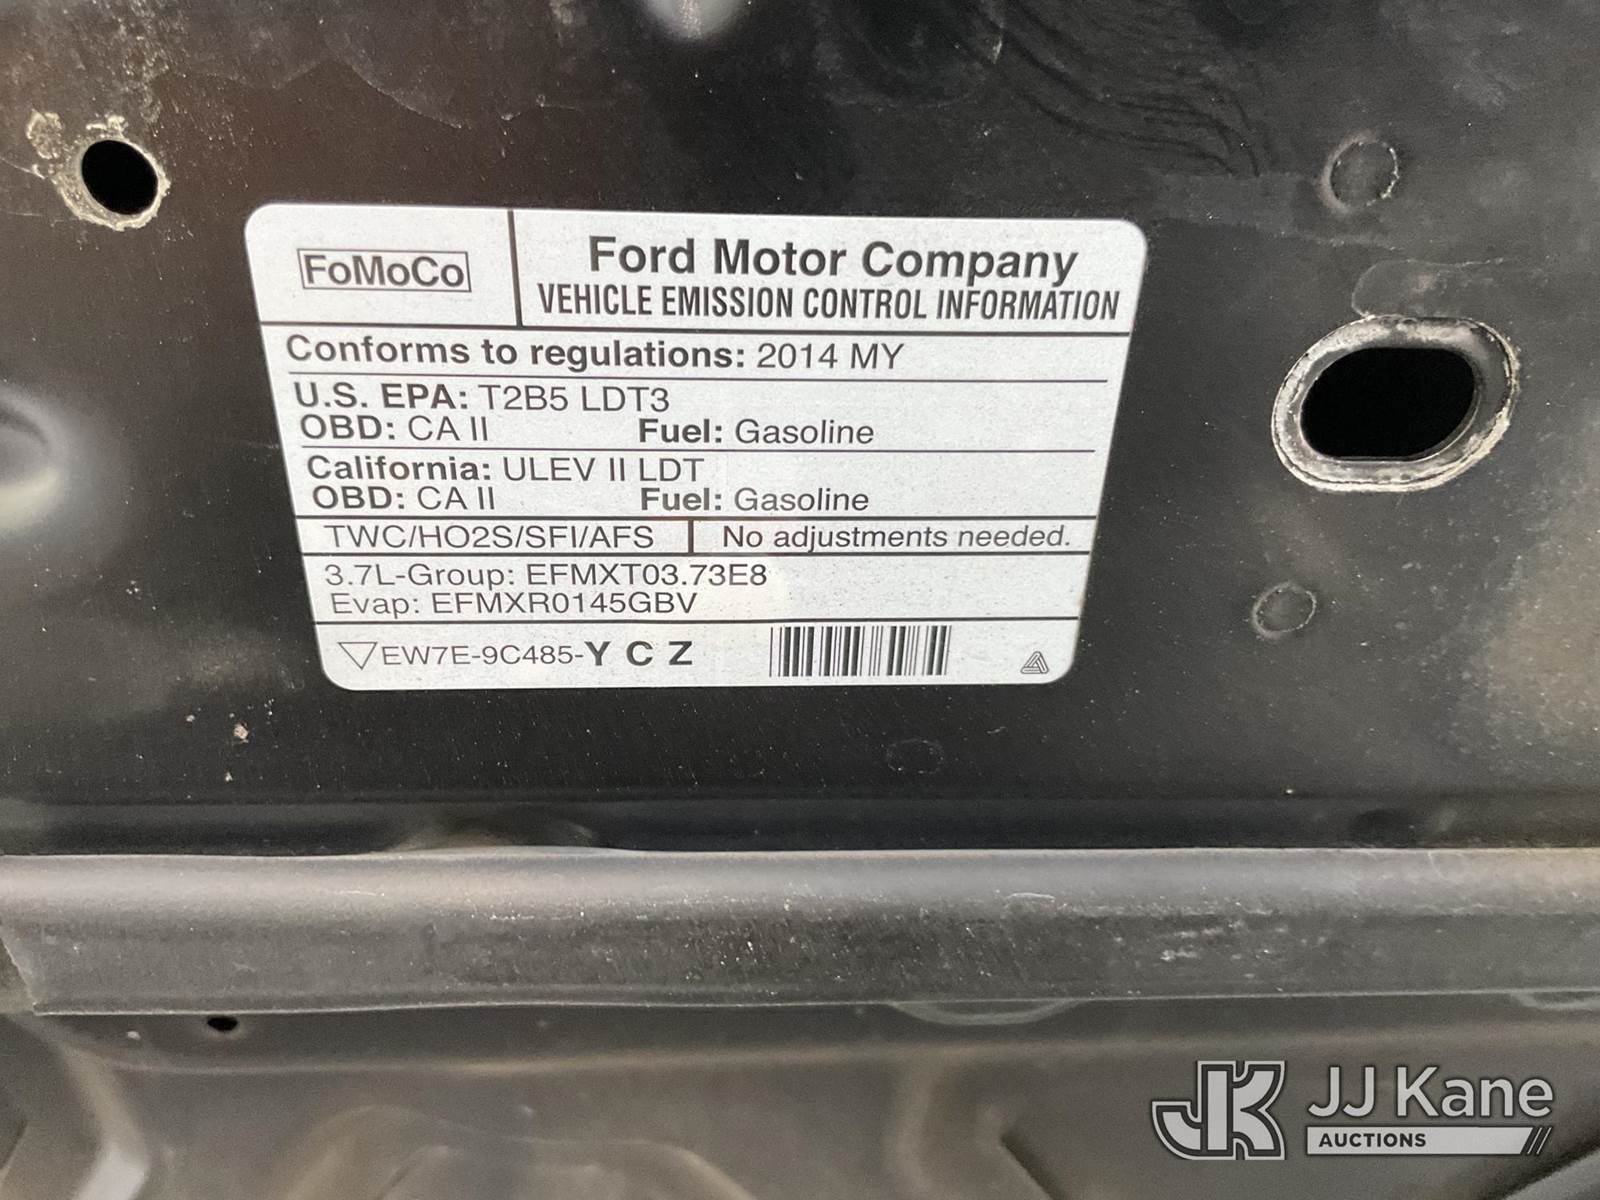 FoMoCo
Ford Motor Company
VEHICLE EMISSION CONTROL INFORMATION
Conforms to regulations: 2014 MY
U.S. EPA: T2B5 LDT3
OBD: CA II Fuel: Gasoline
California: ULEV II LDT
OBD: CA II Fuel: Gasoline
TWC/HO2S/SFI/AFS No adjustments needed.
3.7L-Group: EFMXT03.73E8
Evap: EFMXR0145GBV
EW7E-9C485-Y C Z
JK JJ Kane
AUCTIONS